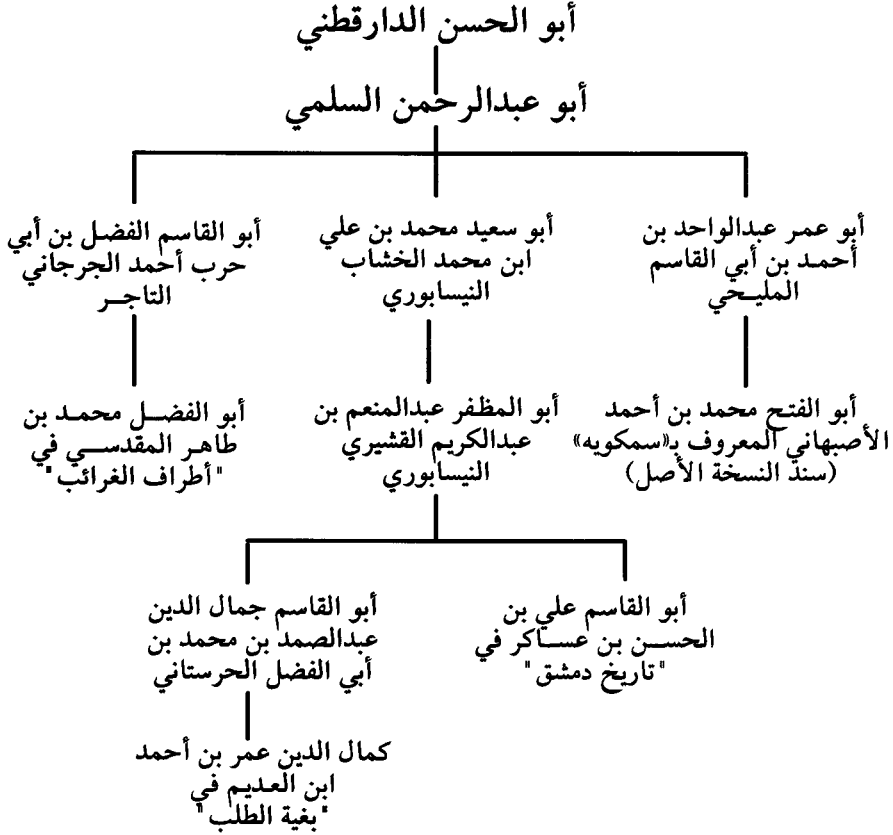 أبو الحسن الدارقطني
أبو عبدالرحمن السلمي
أبو عمر عبدالواحد بن
أحمد بن أبي القاسم
المليحي
أبو سعيد محمد بن علي
ابن محمد الخشاب
النيسابوري
أبو القاسم الفضل بن أبي
حرب أحمد الجرجاني
التاجر
أبو الفتح محمد بن أحمد
الأصبهاني المعروف بـ«سمكويه»
(سند النسخة الأصل)
أبو المظفر عبدالمنعم بن
عبدالكريم القشيري
النيسابوري
أبو الفضل محمد بن
طاهر المقدسي في
"أطراف الغرائب"
أبو القاسم علي بن
الحسن بن عساكر في
"تاريخ دمشق"
أبو القاسم جمال الدين
عبدالصمد بن محمد بن
أبي الفضل الحرستاني
كمال الدين عمر بن أحمد
ابن العديم في
"بغية الطلب"